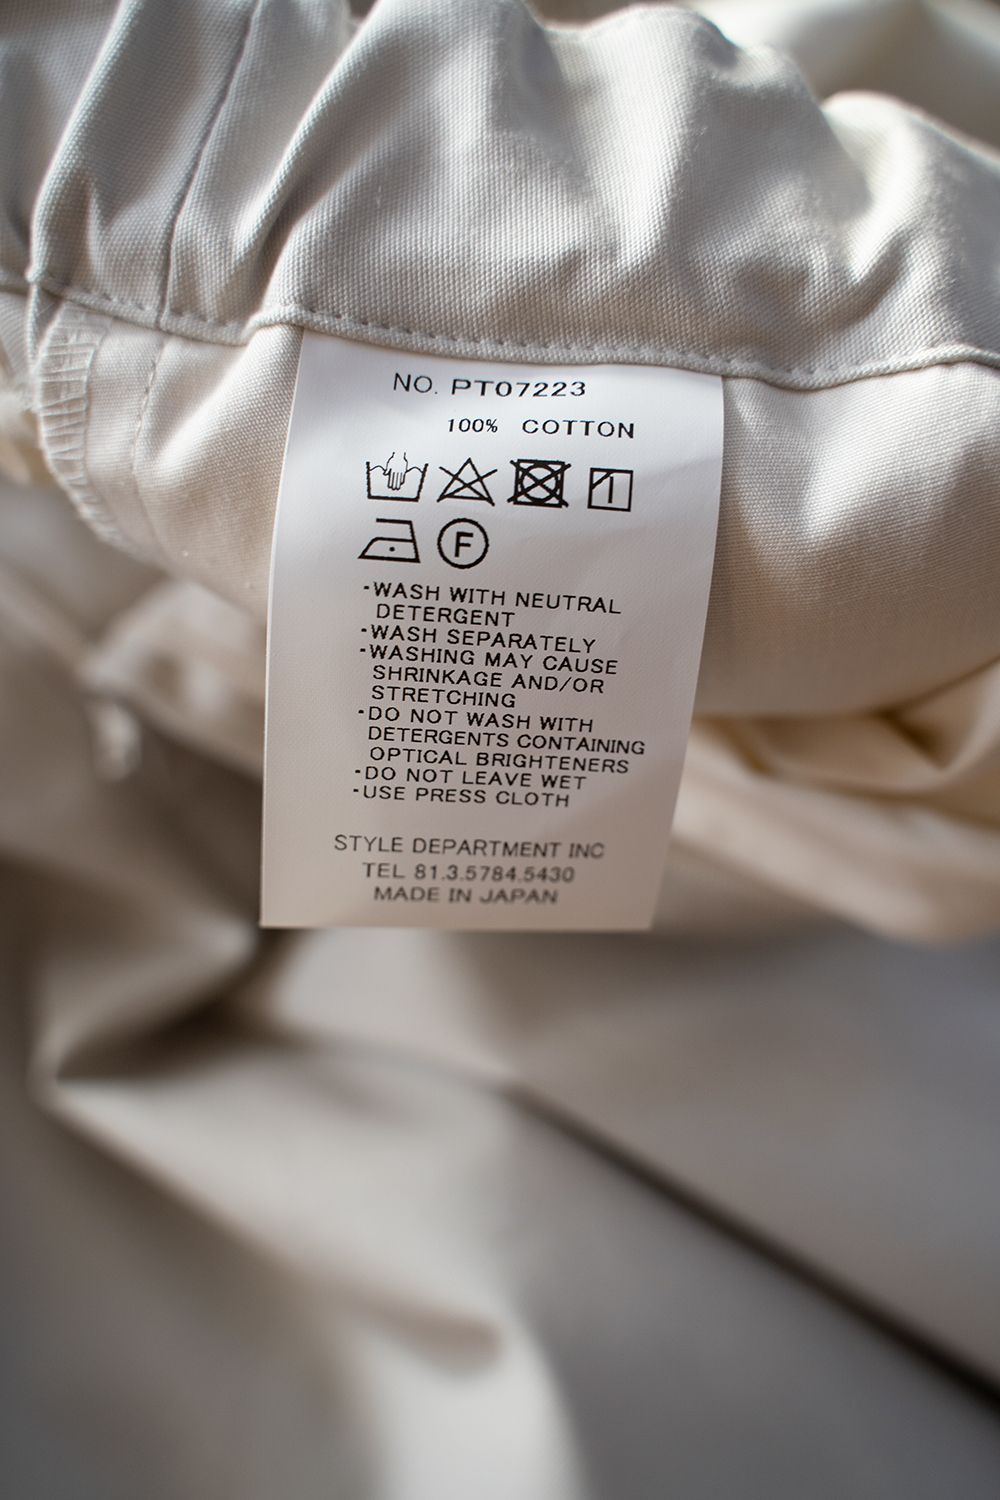 NO. PT07223
100% COTTON
F
·WASH WITH NEUTRAL
DETERGENT
·WASH SEPARATELY
·WASHING MAY CAUSE
SHRINKAGE AND/OR
STRETCHING
·DO NOT WASH WITH
DETERGENTS CONTAINING
OPTICAL BRIGHTENERS
·DO NOT LEAVE WET
·USE PRESS CLOTH
STYLE DEPARTMENT INC
TEL 81.3.5784.5430
MADE IN JAPAN